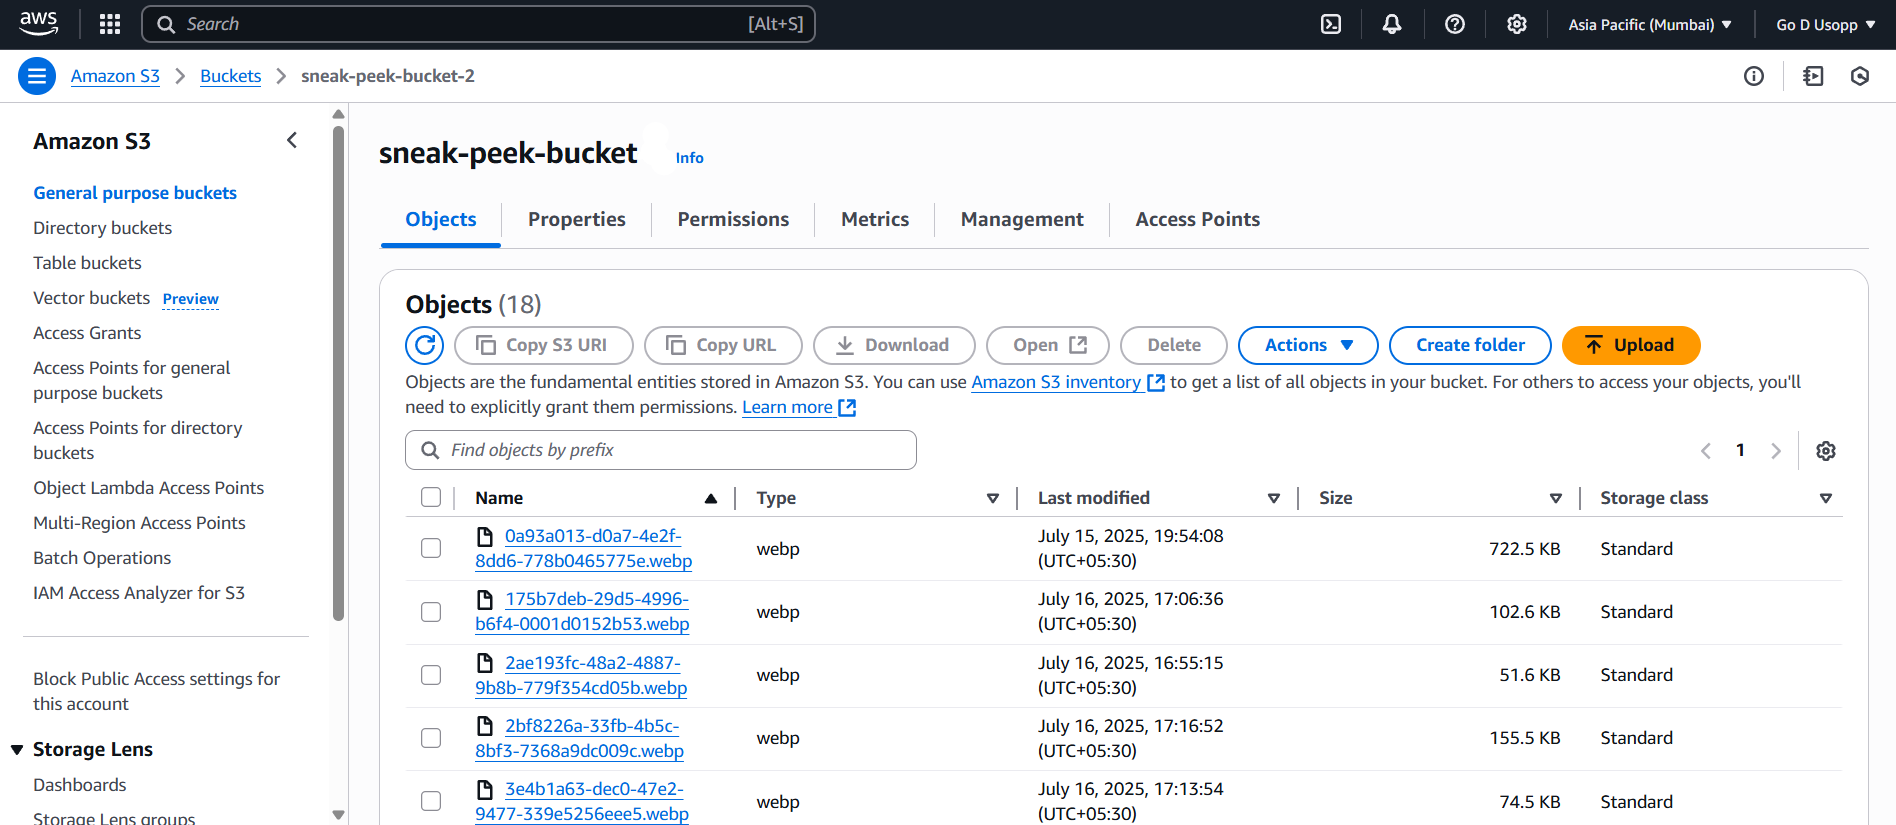 aws
Search [Alt+S]
Asia Pacific (Mumbai)
Go D Usopp
Amazon S3
Buckets
sneak-peek-bucket-2
Amazon S3
General purpose buckets
Directory buckets
Table buckets
Vector buckets Preview
Access Grants
Access Points for general
purpose buckets
Access Points for directory
buckets
Object Lambda Access Points
Multi-Region Access Points
Batch Operations
IAM Access Analyzer for S3
Block Public Access settings for
this account
Storage Lens
Dashboards
Storage Lens groups
sneak-peek-bucket Info
Objects Properties Permissions Metrics Management Access Points
Objects (18)
Copy S3 URI Copy URL Download Open Delete Actions Create folder Upload
Objects are the fundamental entities stored in Amazon S3. You can use Amazon S3 inventory to get a list of all objects in your bucket. For others to access your objects, you'll
need to explicitly grant them permissions. Learn more
Find objects by prefix
1
Name Type Last modified Size Storage class
0a93a013-d0a7-4e2f-
8dd6-778b0465775e.webp
webp
July 15, 2025, 19:54:08
(UTC+05:30)
722.5 KB
Standard
175b7deb-29d5-4996-
b6f4-0001d0152b53.webp
webp
July 16, 2025, 17:06:36
(UTC+05:30)
102.6 KB
Standard
2ae193fc-48a2-4887-
9b8b-779f354cd05b.webp
webp
July 16, 2025, 16:55:15
(UTC+05:30)
51.6 KB
Standard
2bf8226a-33fb-4b5c-
8bf3-7368a9dc009c.webp
webp
July 16, 2025, 17:16:52
(UTC+05:30)
155.5 KB
Standard
3e4b1a63-dec0-47e2-
9477-339e5256eee5.webp
webp
July 16, 2025, 17:13:54
(UTC+05:30)
74.5 KB
Standard